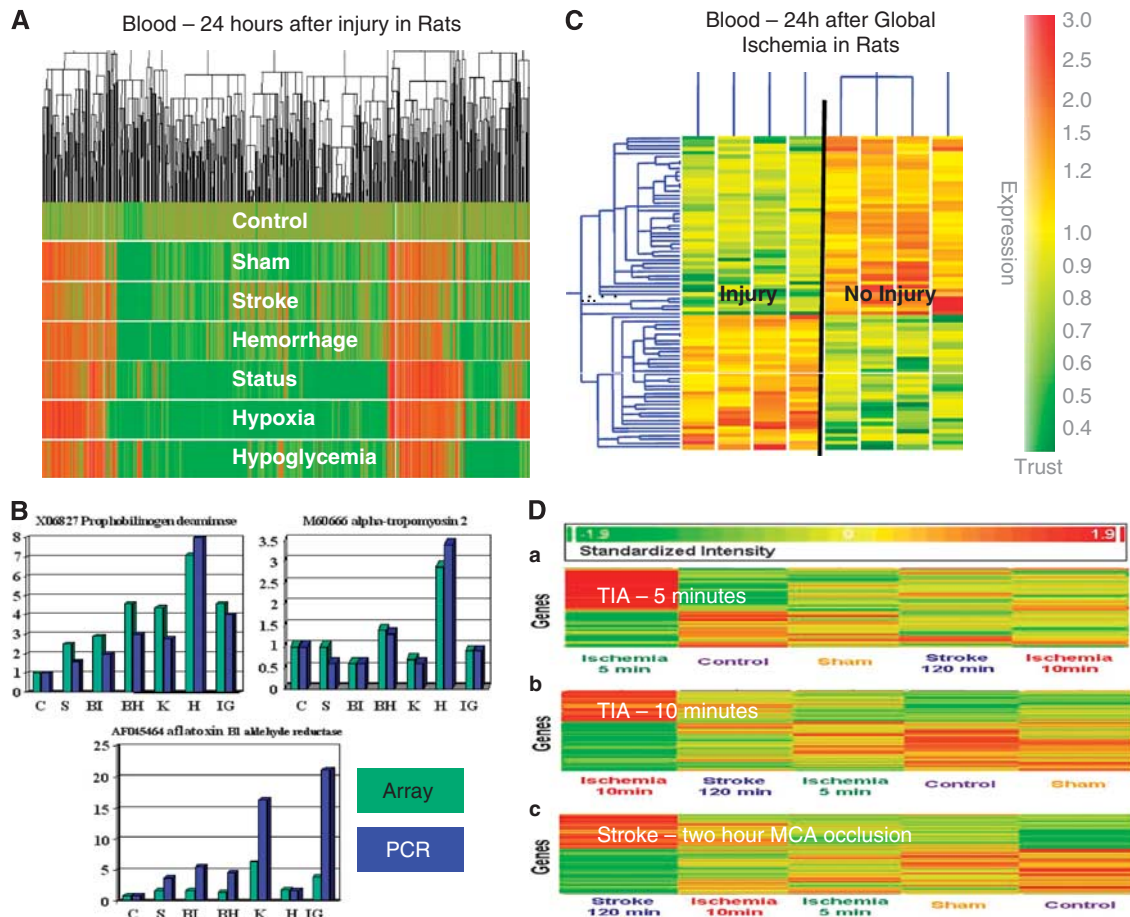 A
Blood – 24 hours after injury in Rats
Control
Sham
Stroke
Hemorrhage
Status
Hypoxia
Hypoglycemia
B
X06827 Prophobilinogen deaminase
8
7
6
5
4
3
2
1
0
C S BI BH K H IG
M60666 alpha-tropomyosin 2
3.5
3
2.5
2
1.5
1
0.5
0
C S BI BH K H IG
AF045464 aflatoxin B1 aldehyde reductase
25
20
15
10
5
0
C S BI BH K H IG
Array
PCR
C
Blood – 24h after Global
Ischemia in Rats
Injury
No Injury
3.0
2.0
1.5
1.2
1.0
0.9
0.8
0.7
0.6
0.5
0.4
Expression
Trust
D
-1.9 0 1.9
Standardized Intensity
a
Genes
TIA – 5 minutes
Ischemia Control Sham Stroke Ischemia
5 min 120 min 10min
b
Genes
TIA – 10 minutes
Ischemia Stroke Ischemia Control Sham
10min 120 min 5 min
c
Genes
Stroke – two hour MCA occlusion
Stroke Ischemia Ischemia Sham Control
120 min 10min 5 min